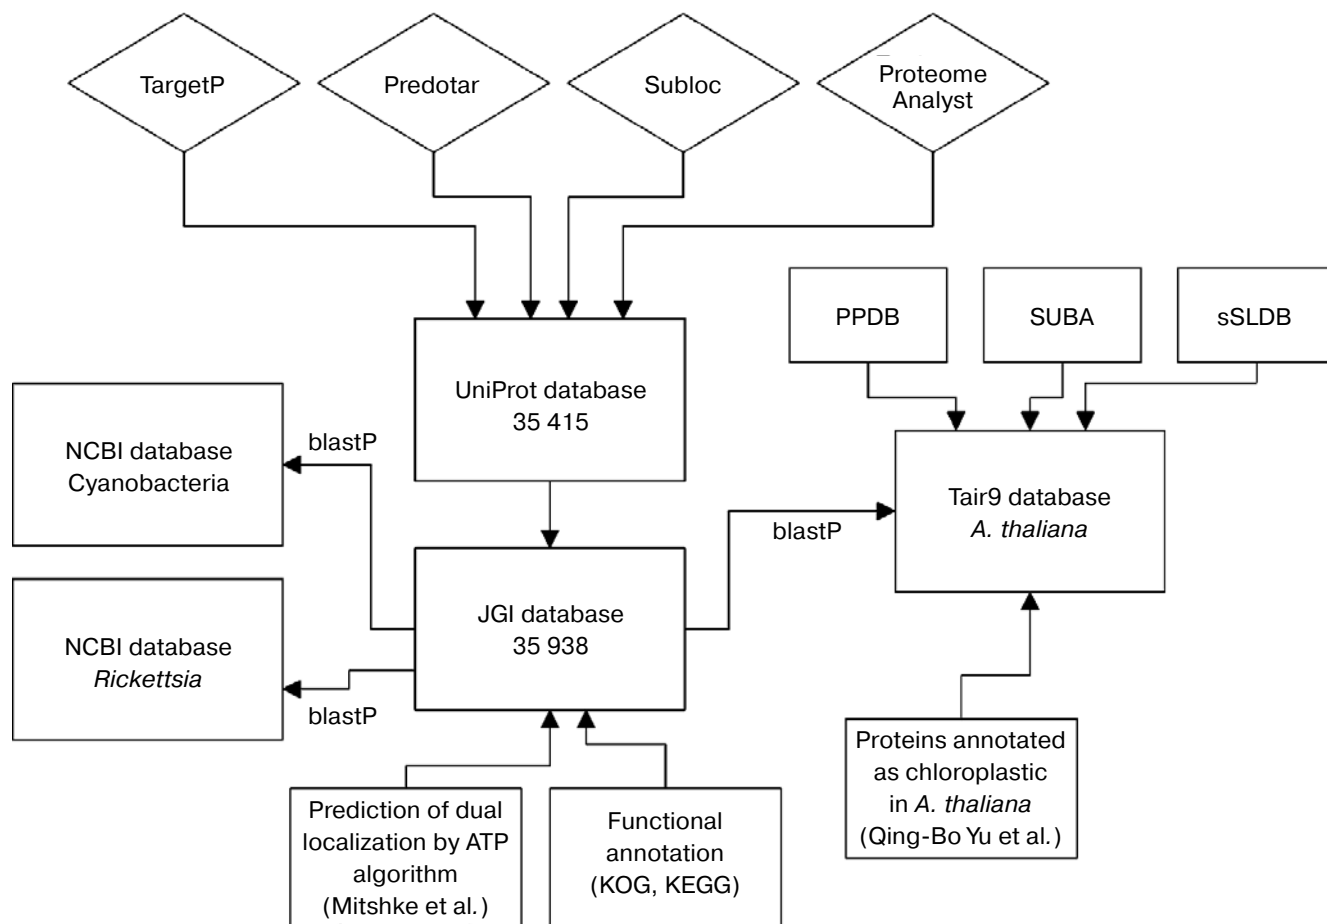 TargetP
Predotar
Subloc
Proteome
Analyst
PPDB
SUBA
sSLDB
UniProt database
35 415
NCBI database
Cyanobacteria
blastP
Tair9 database
A. thaliana
blastP
JGI database
35 938
NCBI database
Rickettsia
blastP
Proteins annotated
as chloroplastic
in A. thaliana
(Qing-Bo Yu et al.)
Prediction of dual
localization by ATP
algorithm
(Mitshke et al.)
Functional
annotation
(KOG, KEGG)